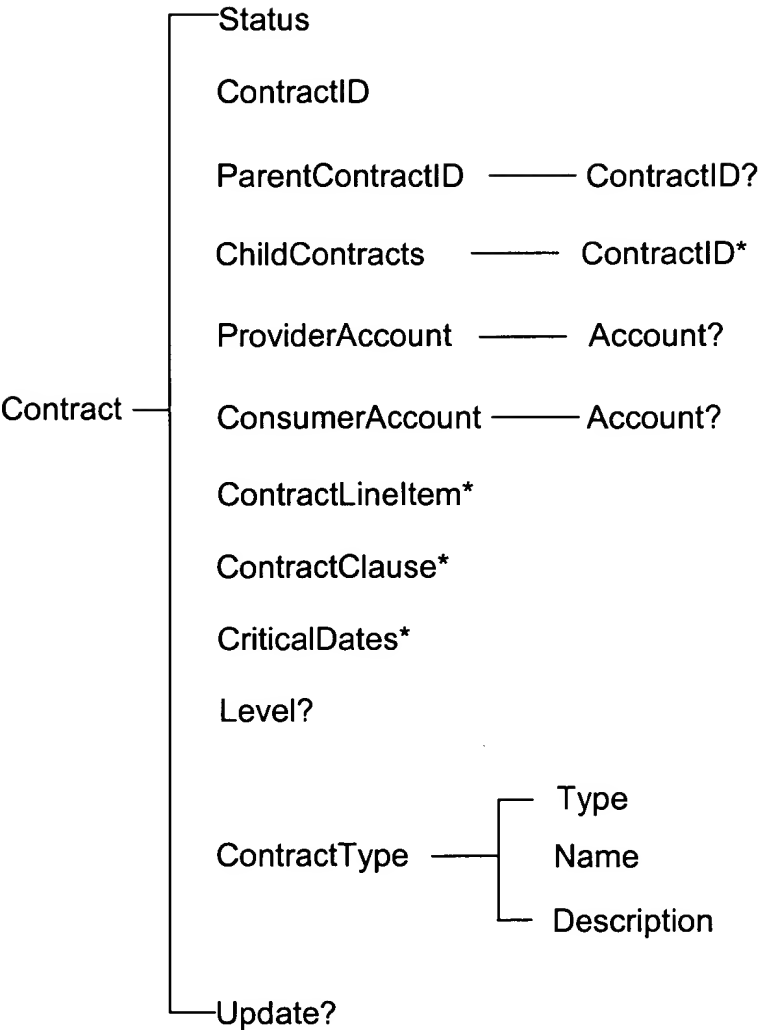 Status
ContractID
ParentContractID ContractID?
ChildContracts ContractID*
ProviderAccount Account?
Contract
ConsumerAccount Account?
ContractLineItem*
ContractClause*
CriticalDates*
Level?
Type
ContractType Name
Description
Update?